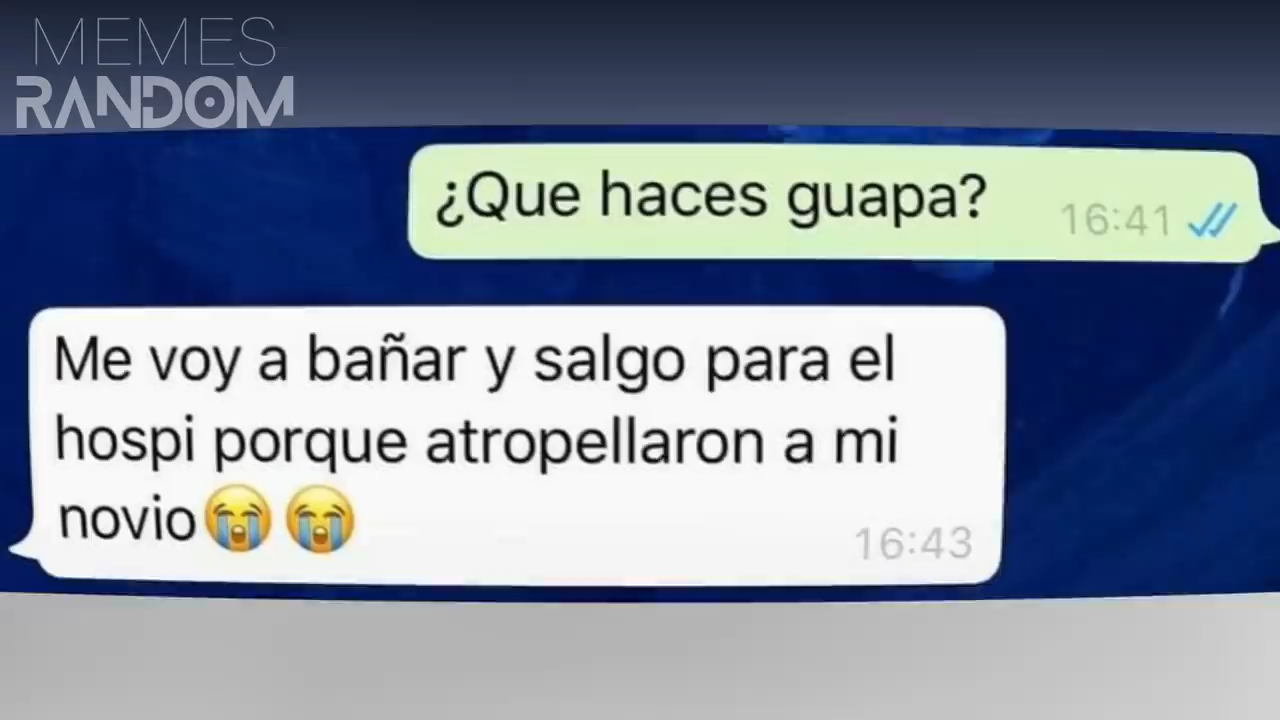 MEMES
RANDOM
¿Que haces guapa?
16:41
Me voy a bañar y salgo para el
hospi porque atropellaron a mi
novio😭😭
16:43